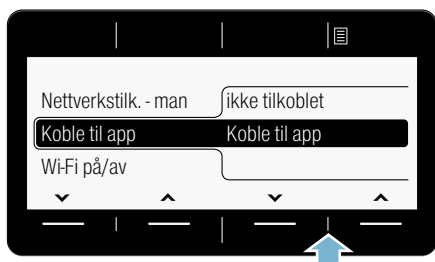 Nettverkstilk. - man ikke tilkoblet
Koble til app Koble til app
Wi-Fi på/av